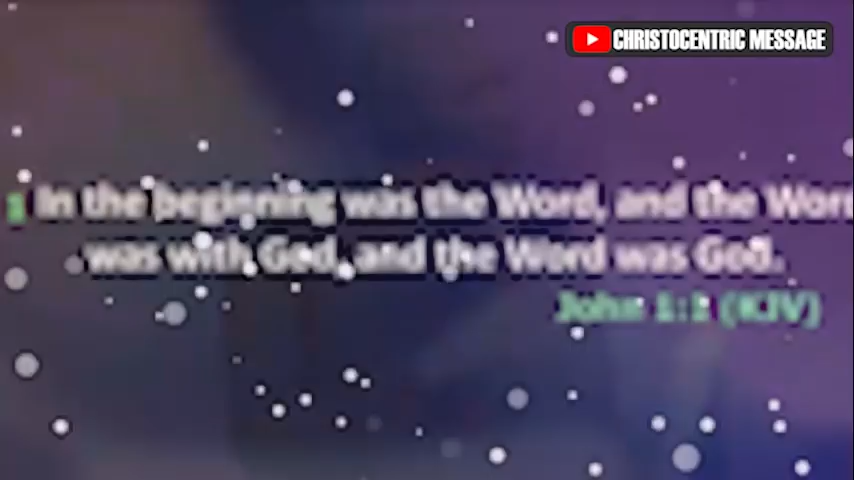 CHRISTOCENTRIC MESSAGE
1 In the beginning was the Word, and the Word
was with God, and the Word was God.
John 1:1 (KJV)